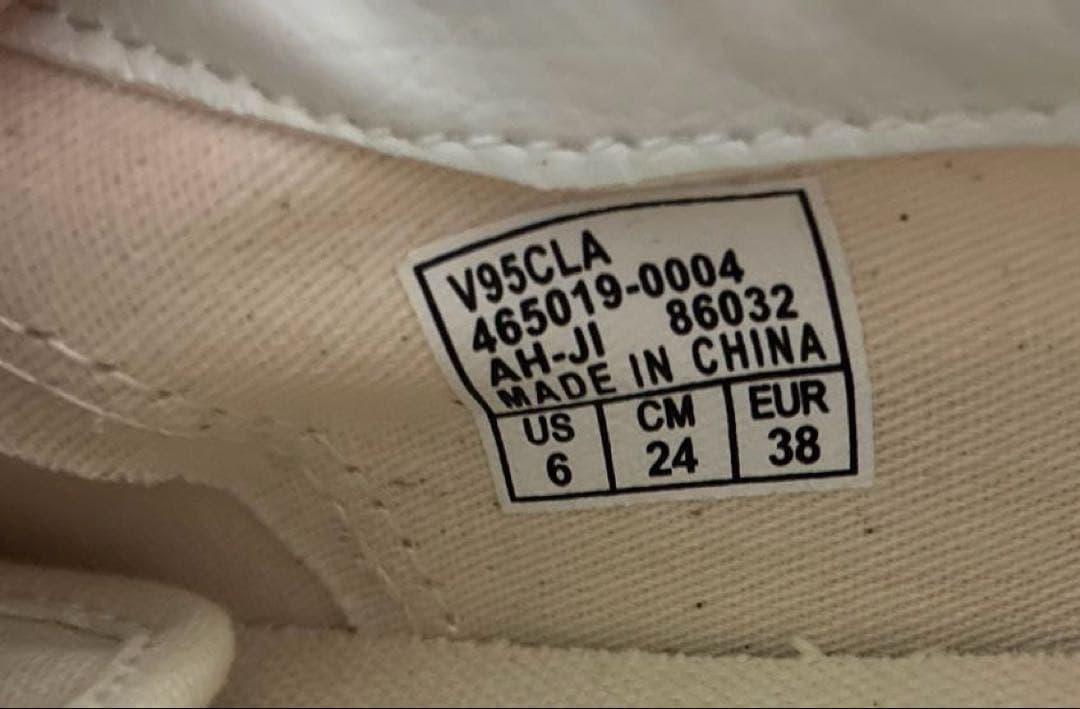 V95CLA
465019-0004
AH-JI 86032
MADE IN CHINA
US CM EUR
6 24 38